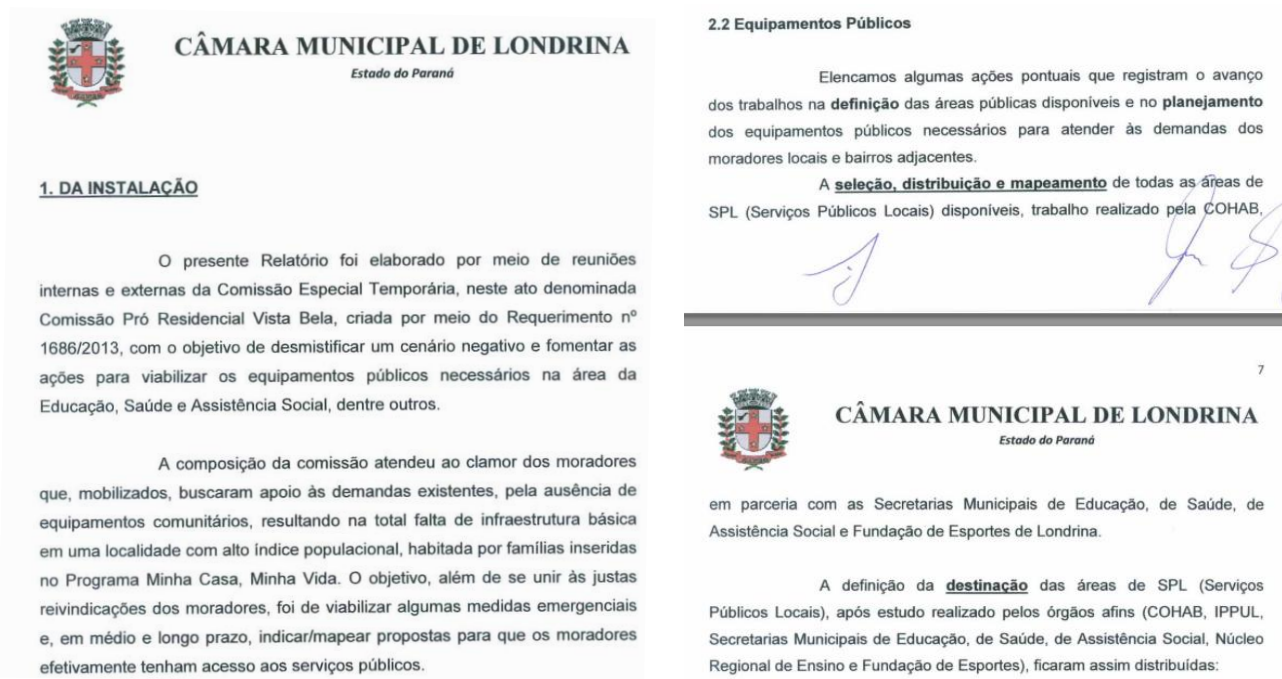 CÂMARA MUNICIPAL DE LONDRINA
Estado do Paraná
1. DA INSTALAÇÃO
O presente Relatório foi elaborado por meio de reuniões
internas e externas da Comissão Especial Temporária, neste ato denominada
Comissão Pró Residencial Vista Bela, criada por meio do Requerimento nº
1686/2013, com o objetivo de desmistificar um cenário negativo e fomentar as
ações para viabilizar os equipamentos públicos necessários na área da
Educação, Saúde e Assistência Social, dentre outros.
A composição da comissão atendeu ao clamor dos moradores
que, mobilizados, buscaram apoio às demandas existentes, pela ausência de
equipamentos comunitários, resultando na total falta de infraestrutura básica
em uma localidade com alto índice populacional, habitada por famílias inseridas
no Programa Minha Casa, Minha Vida. O objetivo, além de se unir às justas
reivindicações dos moradores, foi de viabilizar algumas medidas emergenciais
e, em médio e longo prazo, indicar/mapear propostas para que os moradores
efetivamente tenham acesso aos serviços públicos.
2.2 Equipamentos Públicos
Elencamos algumas ações pontuais que registram o avanço
dos trabalhos na definição das áreas públicas disponíveis e no planejamento
dos equipamentos públicos necessários para atender às demandas dos
moradores locais e bairros adjacentes.
A seleção, distribuição e mapeamento de todas as áreas de
SPL (Serviços Públicos Locais) disponíveis, trabalho realizado pela COHAB,
7
CÂMARA MUNICIPAL DE LONDRINA
Estado do Paraná
em parceria com as Secretarias Municipais de Educação, de Saúde, de
Assistência Social e Fundação de Esportes de Londrina.
A definição da destinação das áreas de SPL (Serviços
Públicos Locais), após estudo realizado pelos órgãos afins (COHAB, IPPUL,
Secretarias Municipais de Educação, de Saúde, de Assistência Social, Núcleo
Regional de Ensino e Fundação de Esportes), ficaram assim distribuídas: